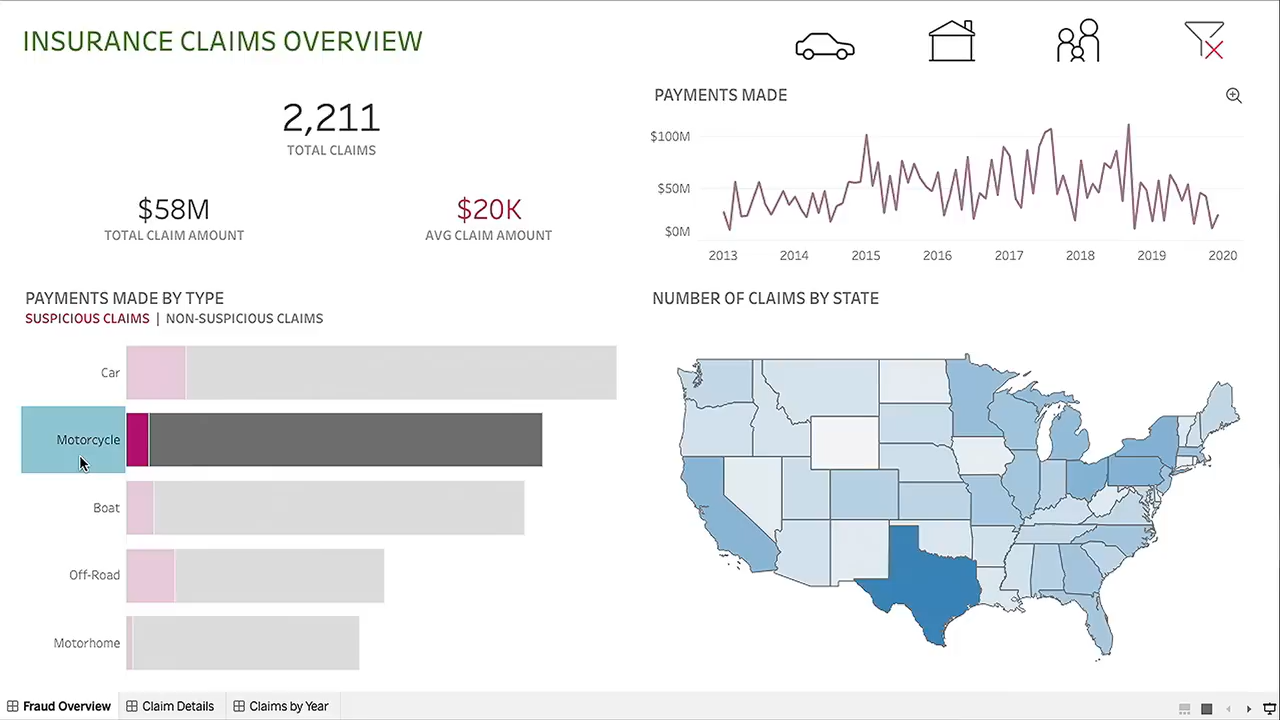 INSURANCE CLAIMS OVERVIEW
2,211
TOTAL CLAIMS
$58M
TOTAL CLAIM AMOUNT
$20K
AVG CLAIM AMOUNT
PAYMENTS MADE
$100M
$50M
$0M
2013 2014 2015 2016 2017 2018 2019 2020
PAYMENTS MADE BY TYPE
SUSPICIOUS CLAIMS | NON-SUSPICIOUS CLAIMS
Car
Motorcycle
Boat
Off-Road
Motorhome
NUMBER OF CLAIMS BY STATE
Fraud Overview Claim Details Claims by Year